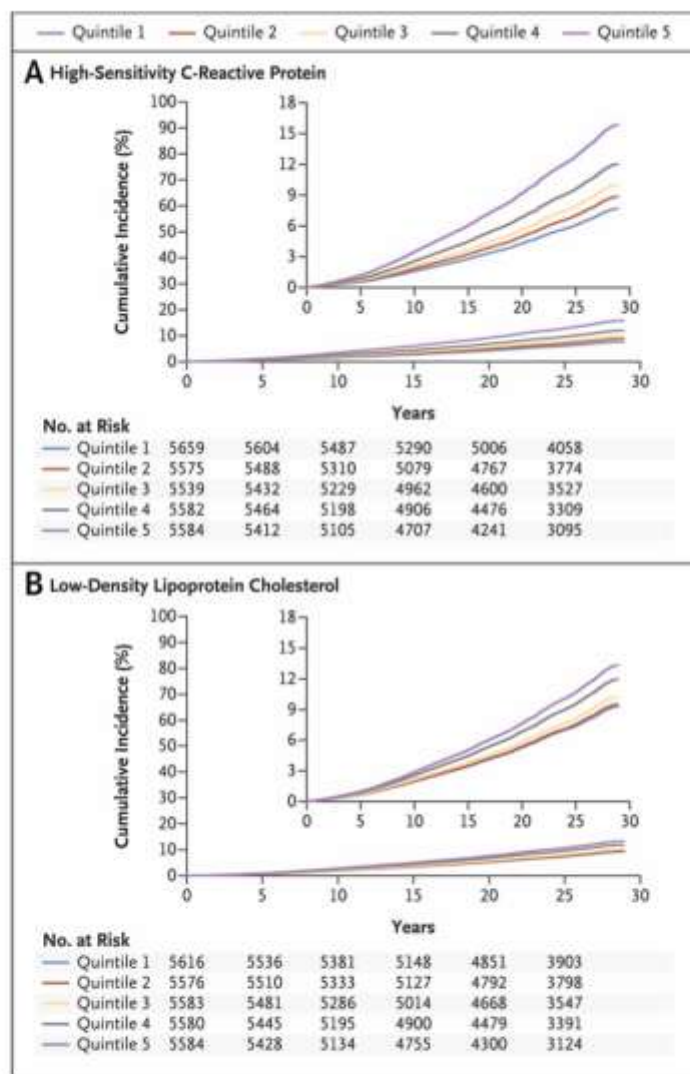 Quintile 1 Quintile 2 Quintile 3 Quintile 4 Quintile 5
A High-Sensitivity C-Reactive Protein
Cumulative Incidence (%)
100
90
80
70
60
50
40
30
20
10
0
18
15
12
9
6
3
0
0 5 10 15 20 25 30
0 5 10 15 20 25 30
Years
No. at Risk
Quintile 1 5659 5604 5487 5290 5006 4058
Quintile 2 5575 5488 5310 5079 4767 3774
Quintile 3 5539 5432 5229 4962 4600 3527
Quintile 4 5582 5464 5198 4906 4476 3309
Quintile 5 5584 5412 5105 4707 4241 3095
B Low-Density Lipoprotein Cholesterol
Cumulative Incidence (%)
100
90
80
70
60
50
40
30
20
10
0
18
15
12
9
6
3
0
0 5 10 15 20 25 30
0 5 10 15 20 25 30
Years
No. at Risk
Quintile 1 5616 5536 5381 5148 4851 3903
Quintile 2 5576 5510 5333 5127 4792 3798
Quintile 3 5583 5481 5286 5014 4668 3547
Quintile 4 5580 5445 5195 4900 4479 3391
Quintile 5 5584 5428 5134 4755 4300 3124